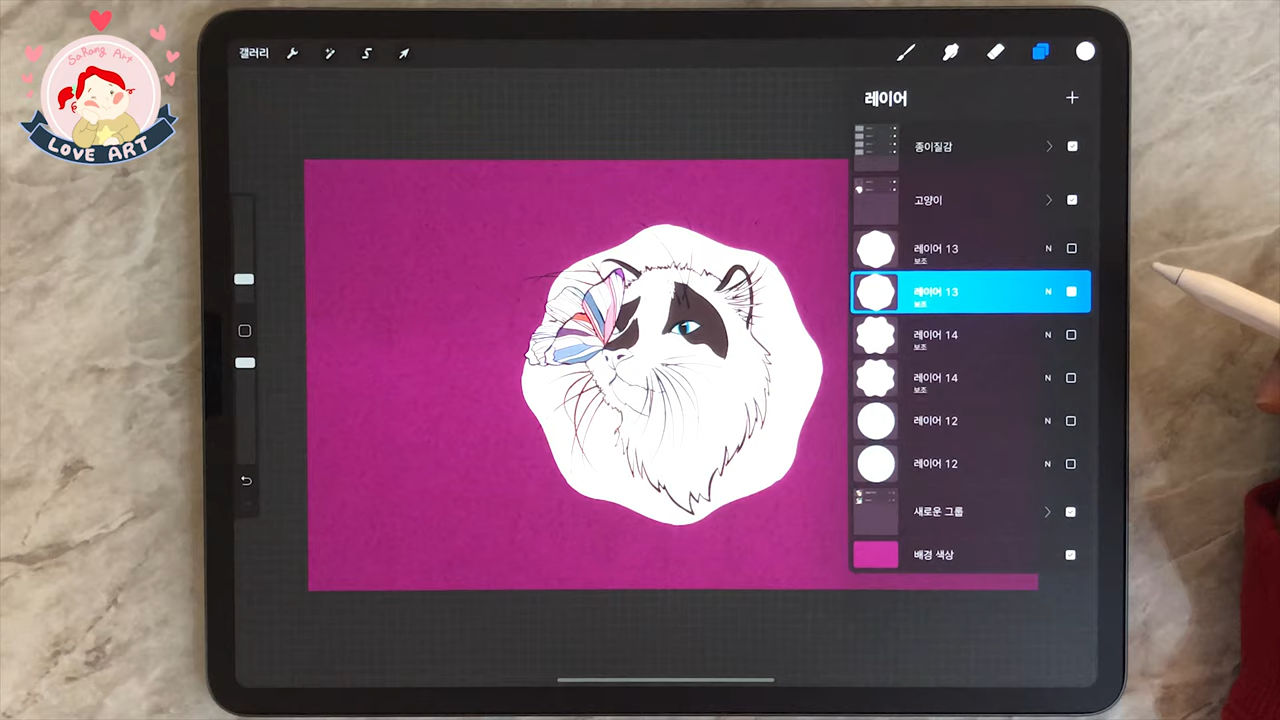 SaRang Art
LOVE ART
갤러리
레이어
종이질감
고양이
레이어 13
N
보조
레이어 13
N
보조
레이어 14
N
보조
레이어 14
N
보조
레이어 12
N
레이어 12
N
새로운 그룹
배경 색상